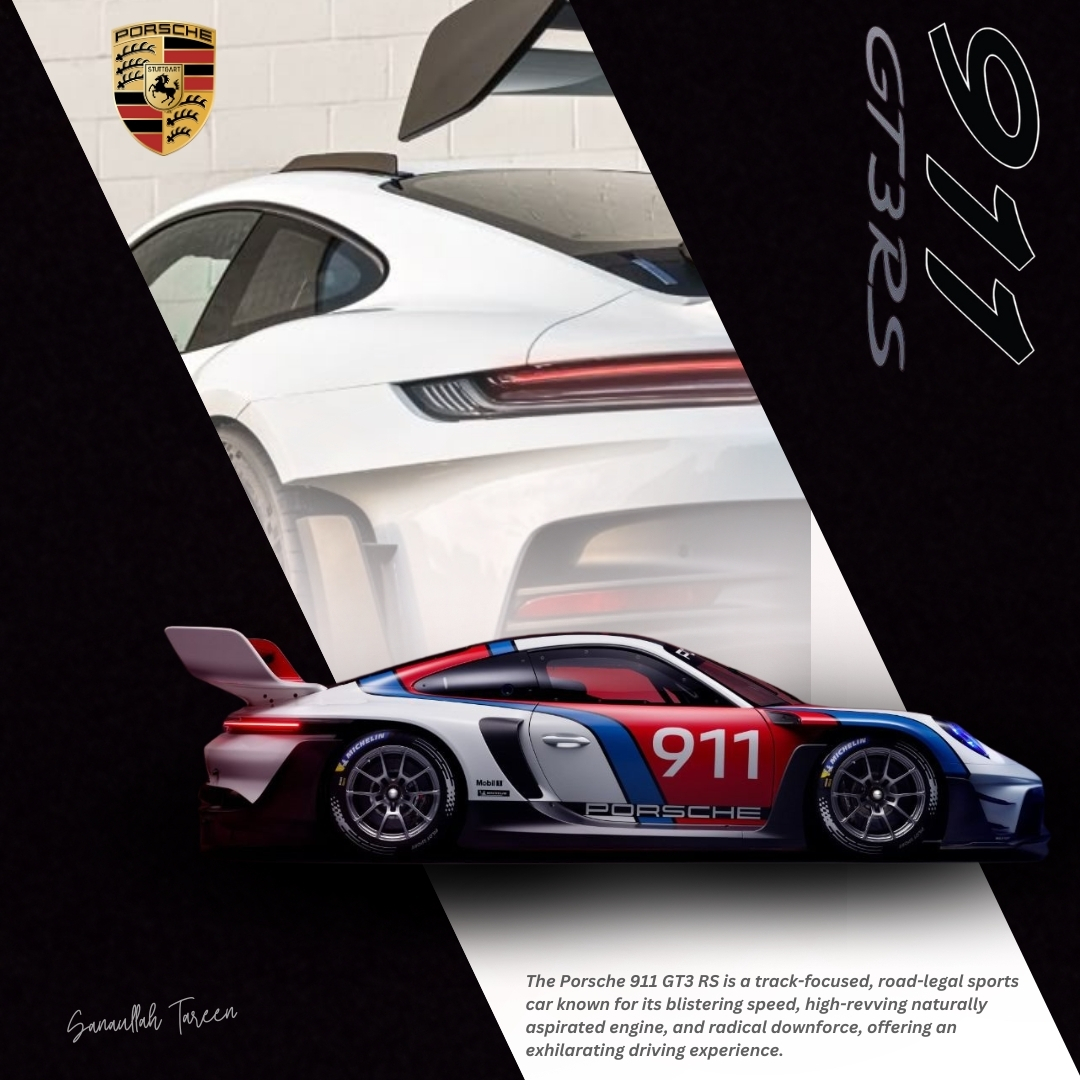 PORSCHE
STUTTGART
911
GT3RS
MICHELIN
MICHELIN
911
Mobil 1
PORSCHE
The Porsche 911 GT3 RS is a track-focused, road-legal sports
car known for its blistering speed, high-revving naturally
aspirated engine, and radical downforce, offering an
exhilarating driving experience.
Sanaullah Tareen